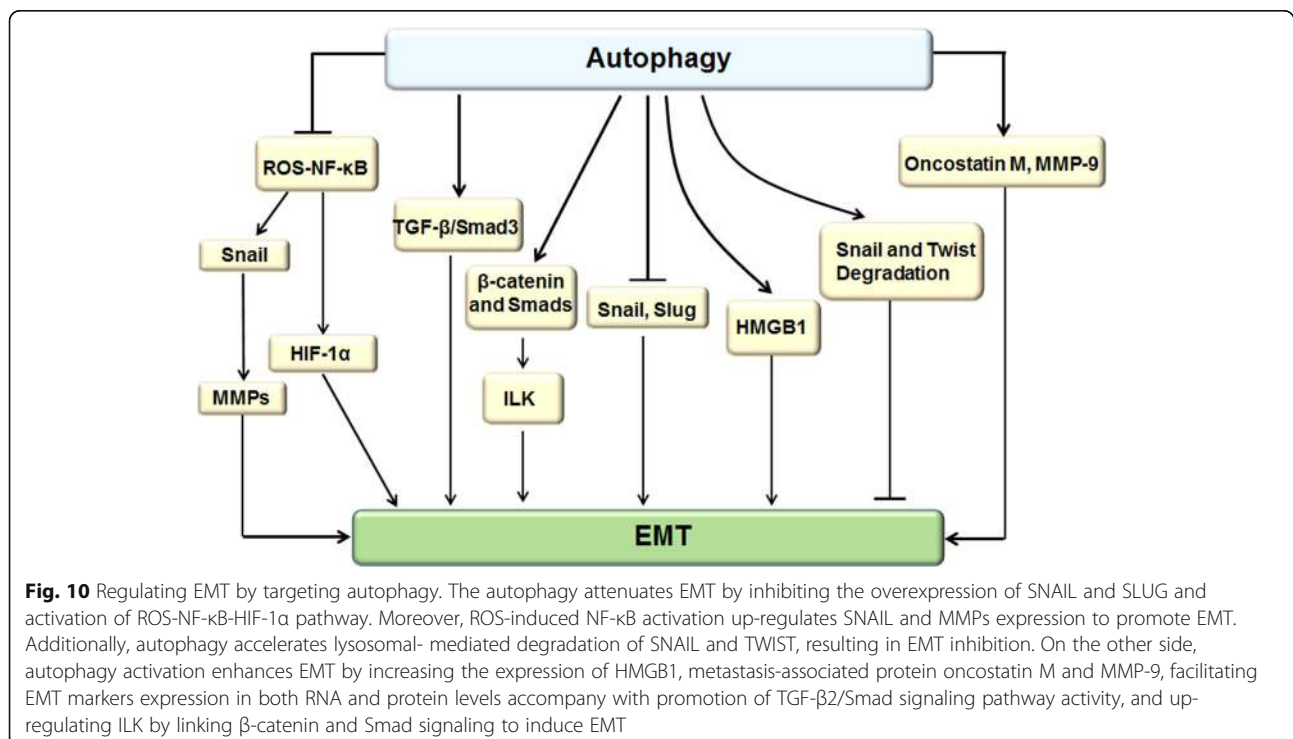 Autophagy
ROS-NF-κB
Oncostatin M, MMP-9
TGF-β/Smad3
Snail
Snail and Twist
Degradation
β-catenin
and Smads
Snail, Slug
HMGB1
HIF-1α
MMPs
ILK
EMT
Fig. 10 Regulating EMT by targeting autophagy. The autophagy attenuates EMT by inhibiting the overexpression of SNAIL and SLUG and
activation of ROS-NF-κB-HIF-1α pathway. Moreover, ROS-induced NF-κB activation up-regulates SNAIL and MMPs expression to promote EMT.
Additionally, autophagy accelerates lysosomal- mediated degradation of SNAIL and TWIST, resulting in EMT inhibition. On the other side,
autophagy activation enhances EMT by increasing the expression of HMGB1, metastasis-associated protein oncostatin M and MMP-9, facilitating
EMT markers expression in both RNA and protein levels accompany with promotion of TGF-β2/Smad signaling pathway activity, and up-
regulating ILK by linking β-catenin and Smad signaling to induce EMT